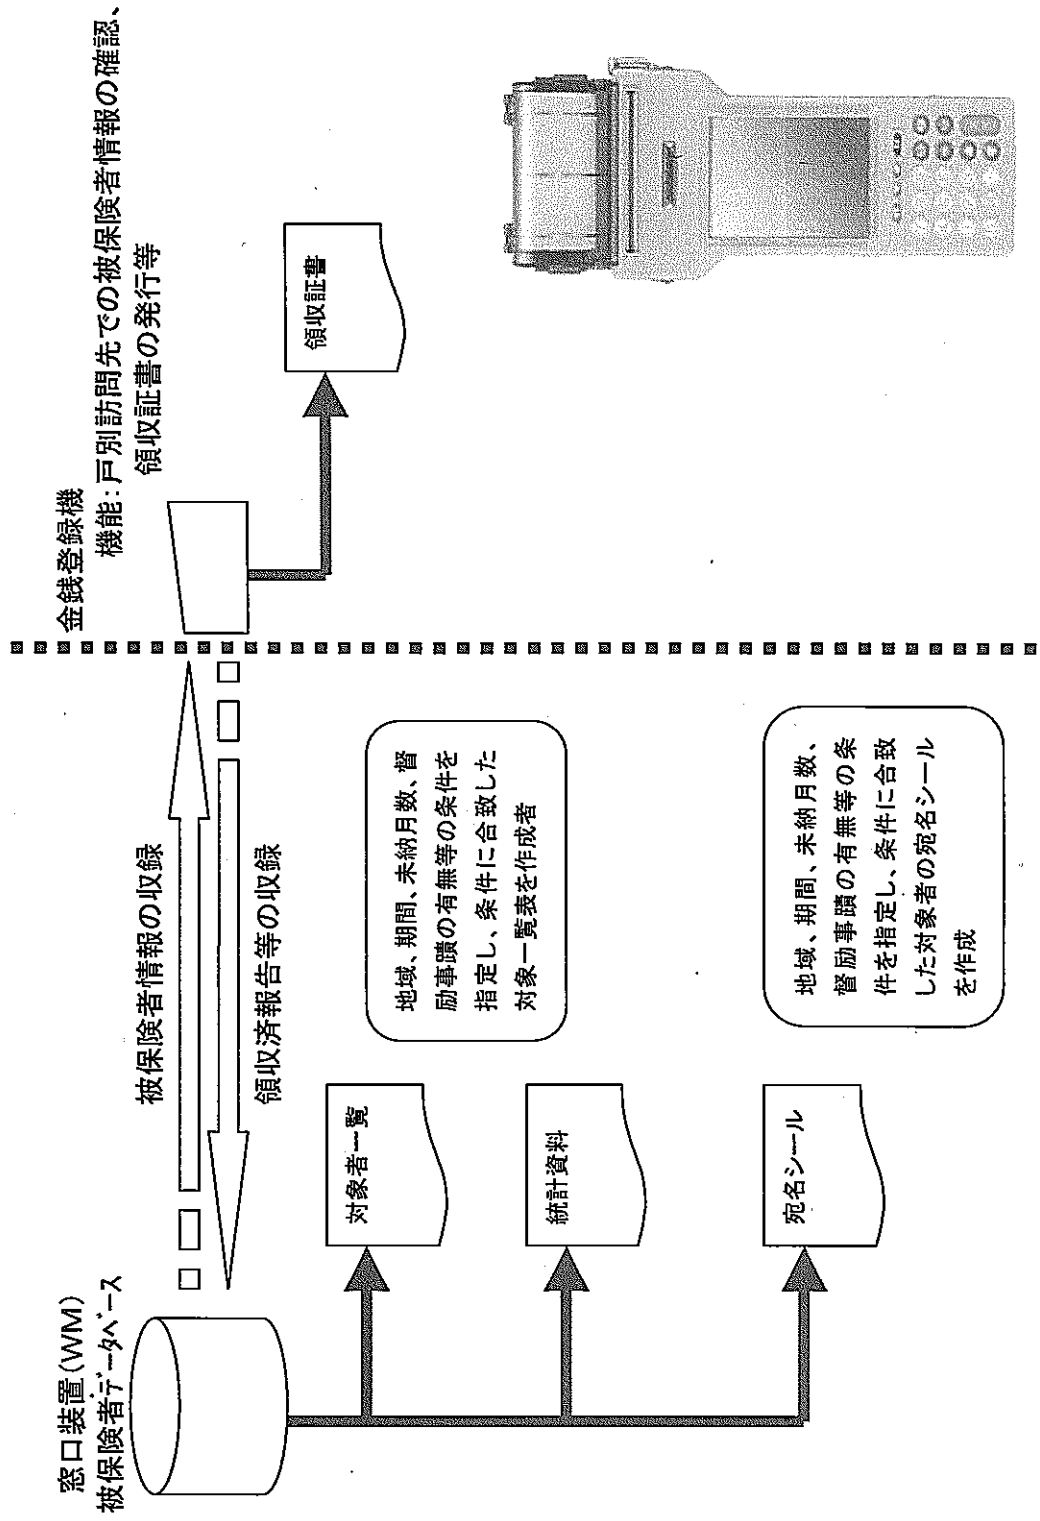 窓口装置(WM)
被保険者データベース
被保険者情報の収録
領収済報告等の収録
金銭登録機
機能:戸別訪問先での被保険者情報の確認、
領収証書の発行等
領収証書
対象者一覧
地域、期間、未納月数、督
励事蹟の有無等の条件を
指定し、条件に合致した
対象一覧表を作成者
統計資料
宛名シール
地域、期間、未納月数、
督励事蹟の有無等の条
件を指定し、条件に合致
した対象者の宛名シール
を作成